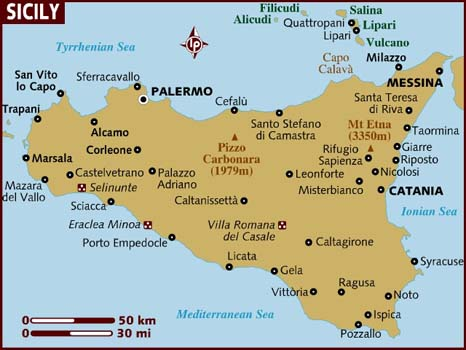 SICILY
Filicudi
Alicudi
Salina
Lipari
Vulcano
Quattropani
Lipari
Tyrrhenian Sea
LP
Capo
Calavà
Milazzo
MESSINA
San Vito
lo Capo
Sferracavallo
PALERMO
Santa Teresa
di Riva
Trapani
Cefalù
Santo Stefano
di Camastra
Mt Etna
(3350m)
Taormina
Alcamo
Pizzo
Carbonara
(1979m)
Rifugio
Sapienza
Giarre
Riposto
Corleone
Marsala
Castelvetrano
Palazzo
Adriano
Leonforte
Nicolosi
Misterbianco
CATANIA
Mazara
del Vallo
Selinunte
Sciacca
Caltanissettà
Ionian Sea
Eraclea Minoa
Villa Romana
del Casale
Porto Empedocle
Caltagirone
Licata
Gela
Syracuse
Vittòria
Ragusa
Noto
Ispica
Pozzallo
Mediterranean Sea
0
50 km
0
30 mi